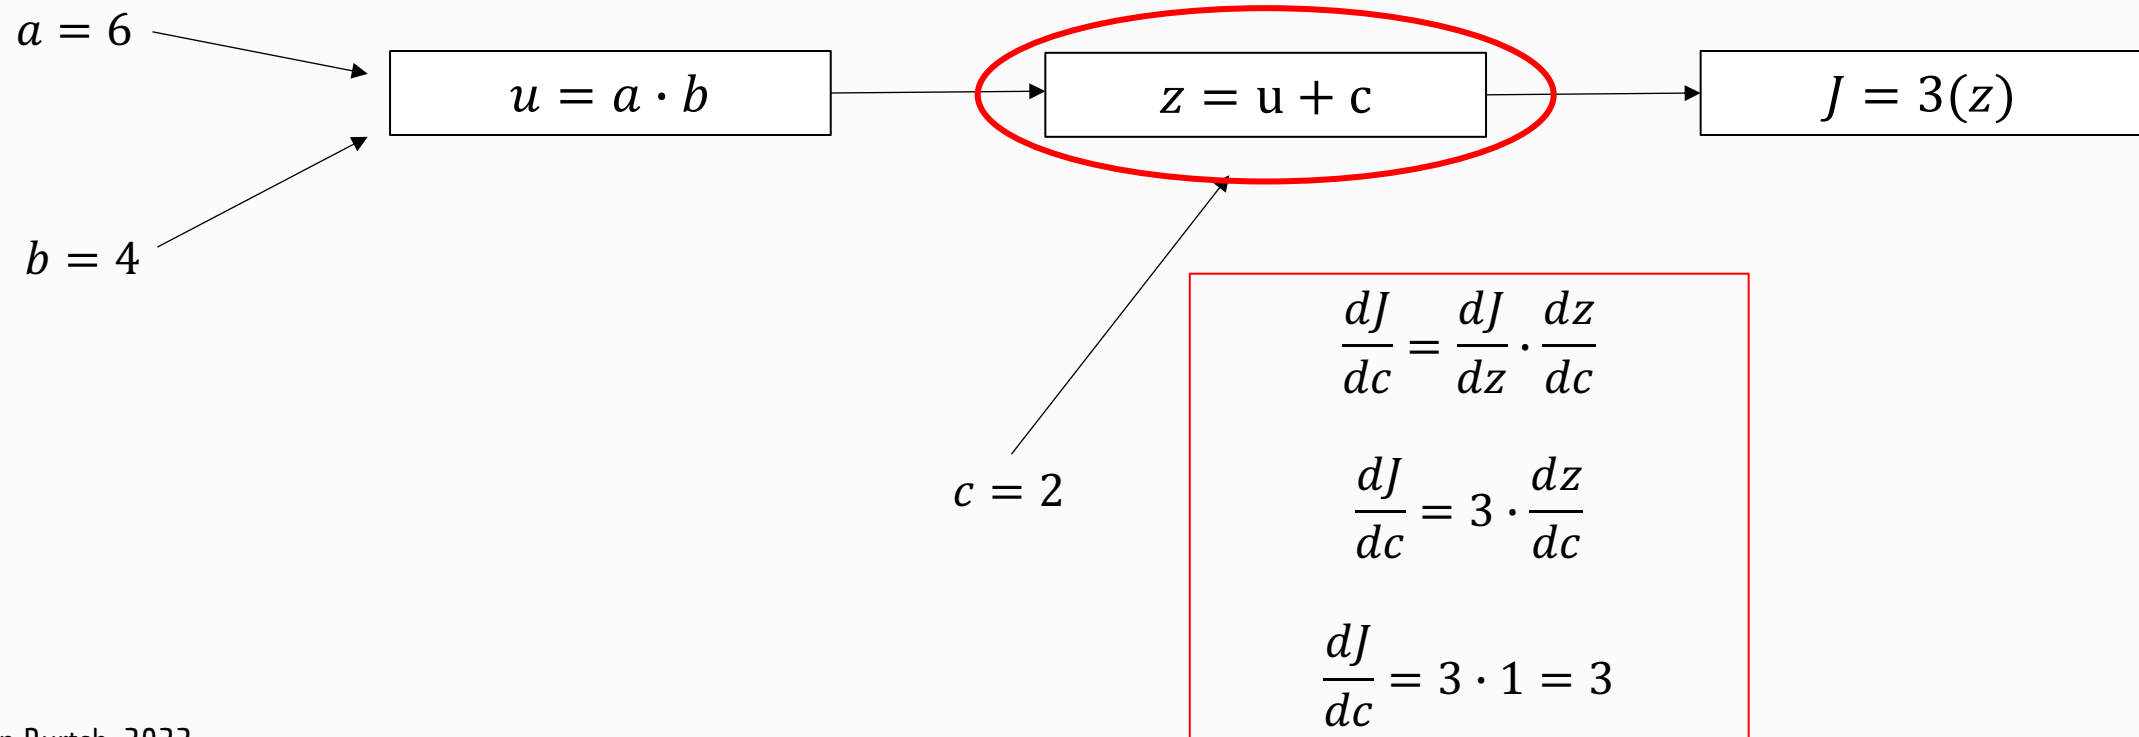 a = 6
u = a · b
z = u + c
J = 3(z)
b = 4
c = 2
dJ/dc = dJ/dz · dz/dc
dJ/dc = 3 · dz/dc
dJ/dc = 3 · 1 = 3